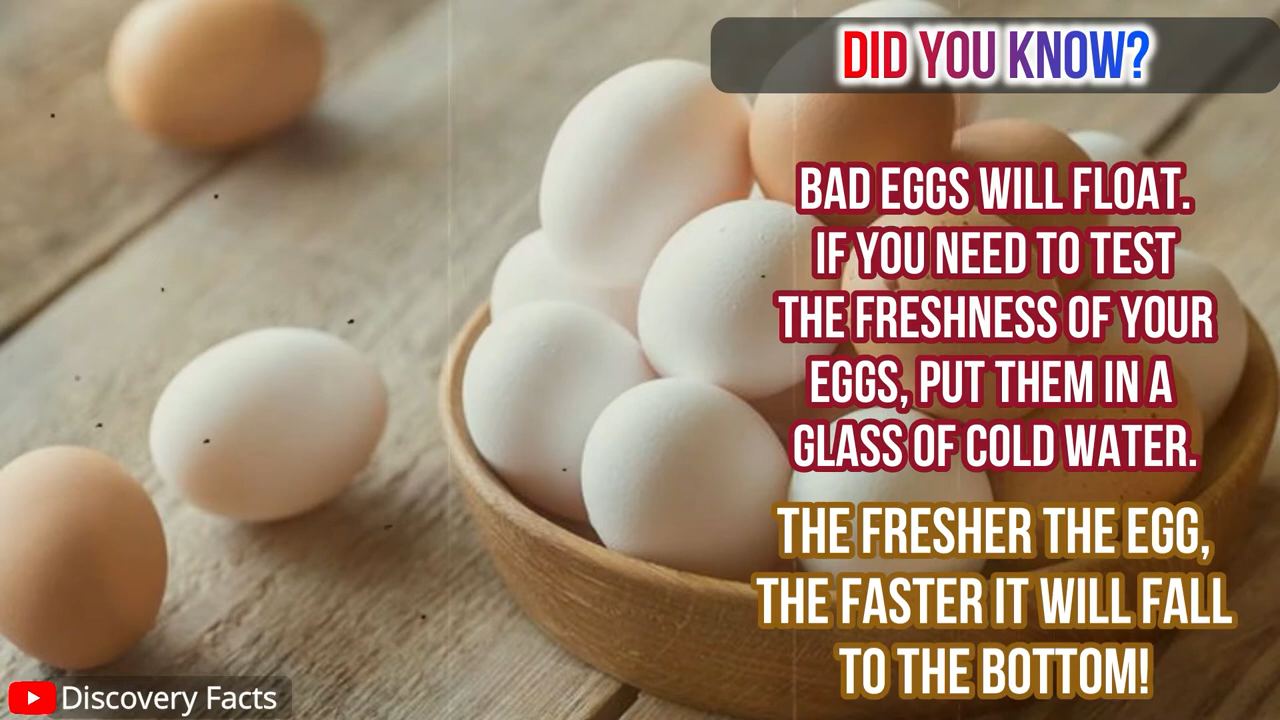 DID YOU KNOW?
BAD EGGS WILL FLOAT.
IF YOU NEED TO TEST
THE FRESHNESS OF YOUR
EGGS, PUT THEM IN A
GLASS OF COLD WATER.
THE FRESHER THE EGG,
THE FASTER IT WILL FALL
TO THE BOTTOM!
Discovery Facts